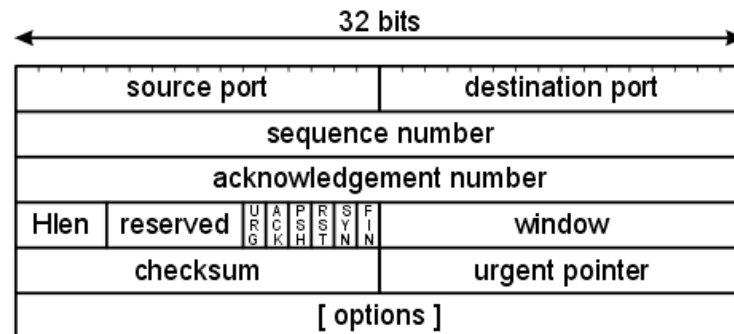 32 bits
source port destination port
sequence number
acknowledgement number
Hlen reserved URG ACK PSH RST SYN FIN window
checksum urgent pointer
[ options ]